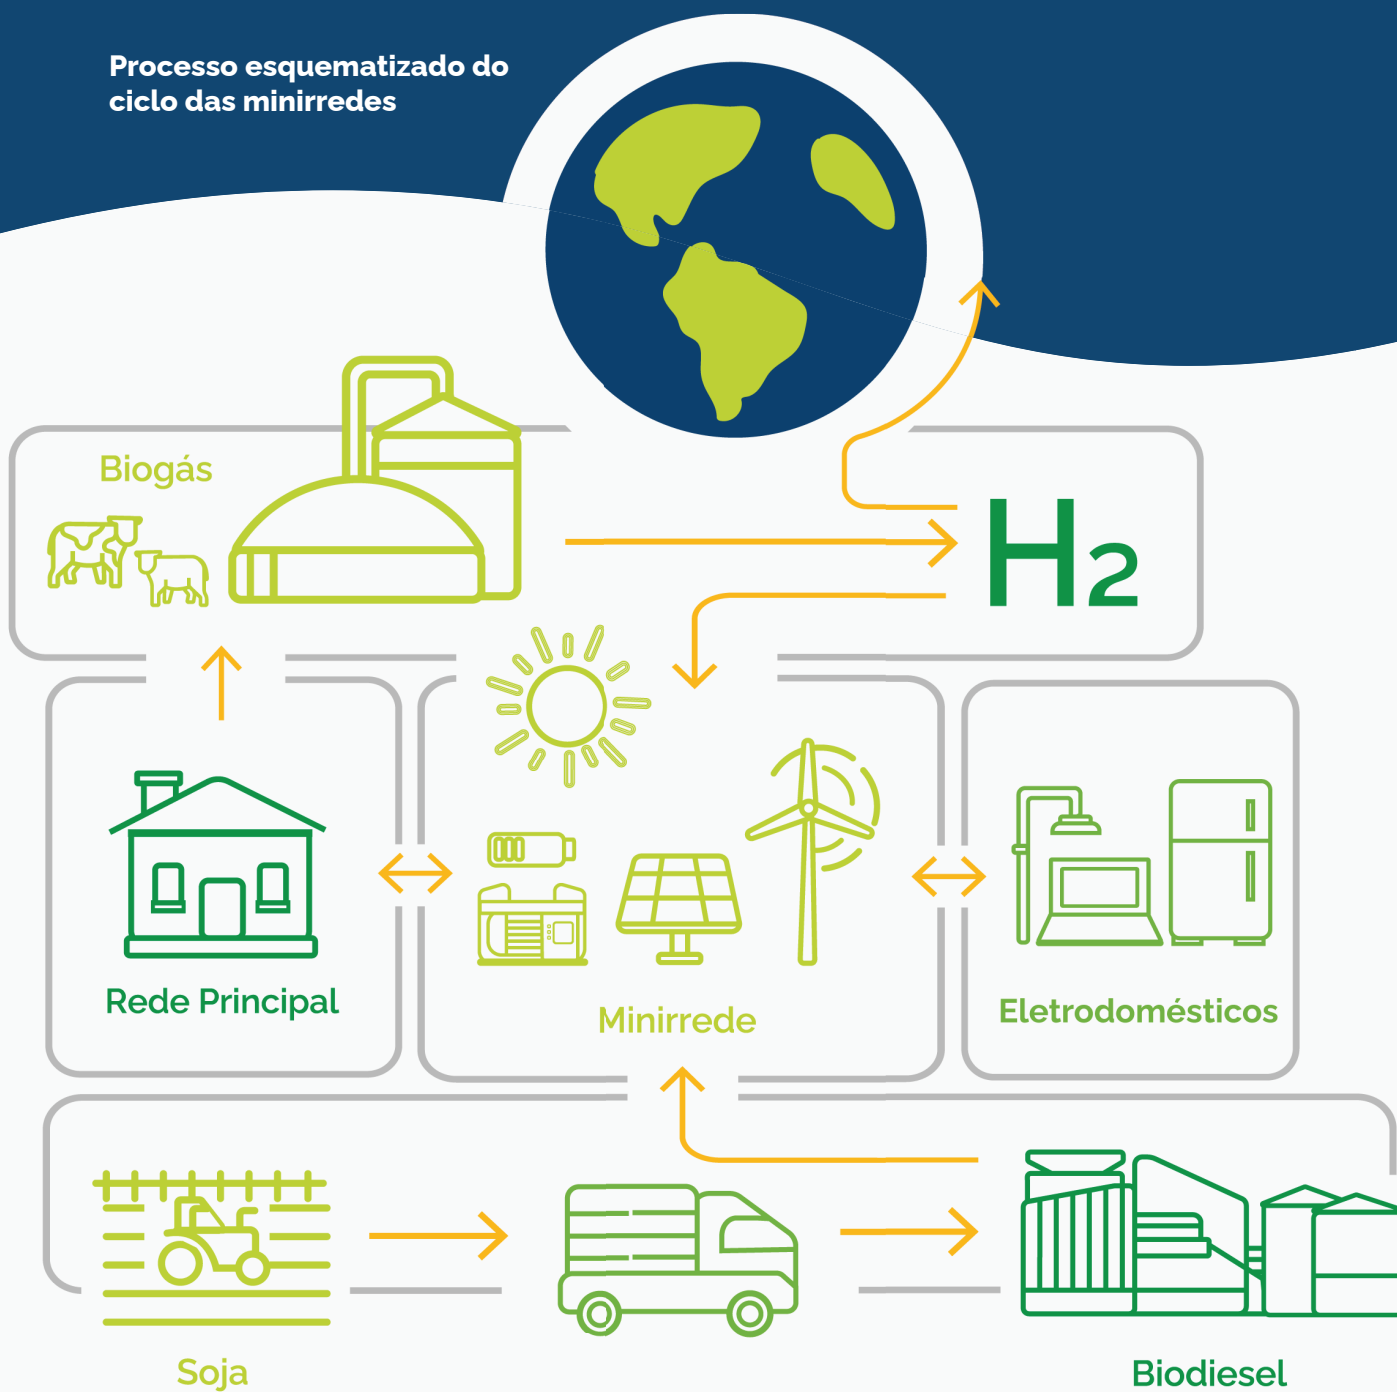 Processo esquematizado do
ciclo das minirredes
Biogás
H2
Rede Principal
Minirrede
Eletrodomésticos
Soja
Biodiesel